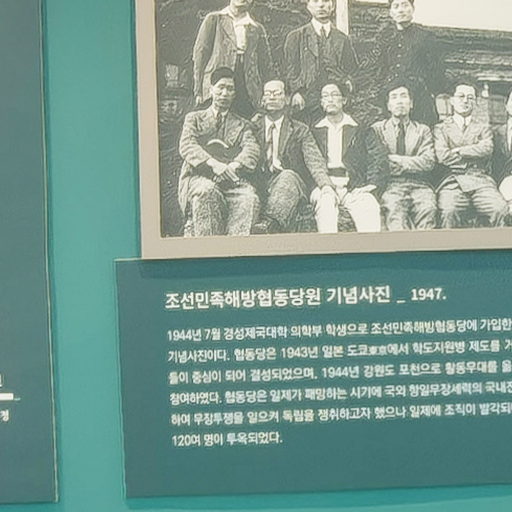 조선민족해방협동당원 기념사진 _ 1947.
1944년 7월 경성제국대학 의학부 학생으로 조선민족해방협동당에 가입한
기념사진이다. 협동당은 1943년 일본 도쿄東京에서 학도지원병 제도를 거
들이 중심이 되어 결성되었으며, 1944년 강원도 포천으로 활동무대를 옮
참여하였다. 협동당은 일제가 패망하는 시기에 국외 항일무장세력의 국내진
하여 무장투쟁을 일으켜 독립을 쟁취하고자 했으나 일제에 조직이 발각되
120여 명이 투옥되었다.